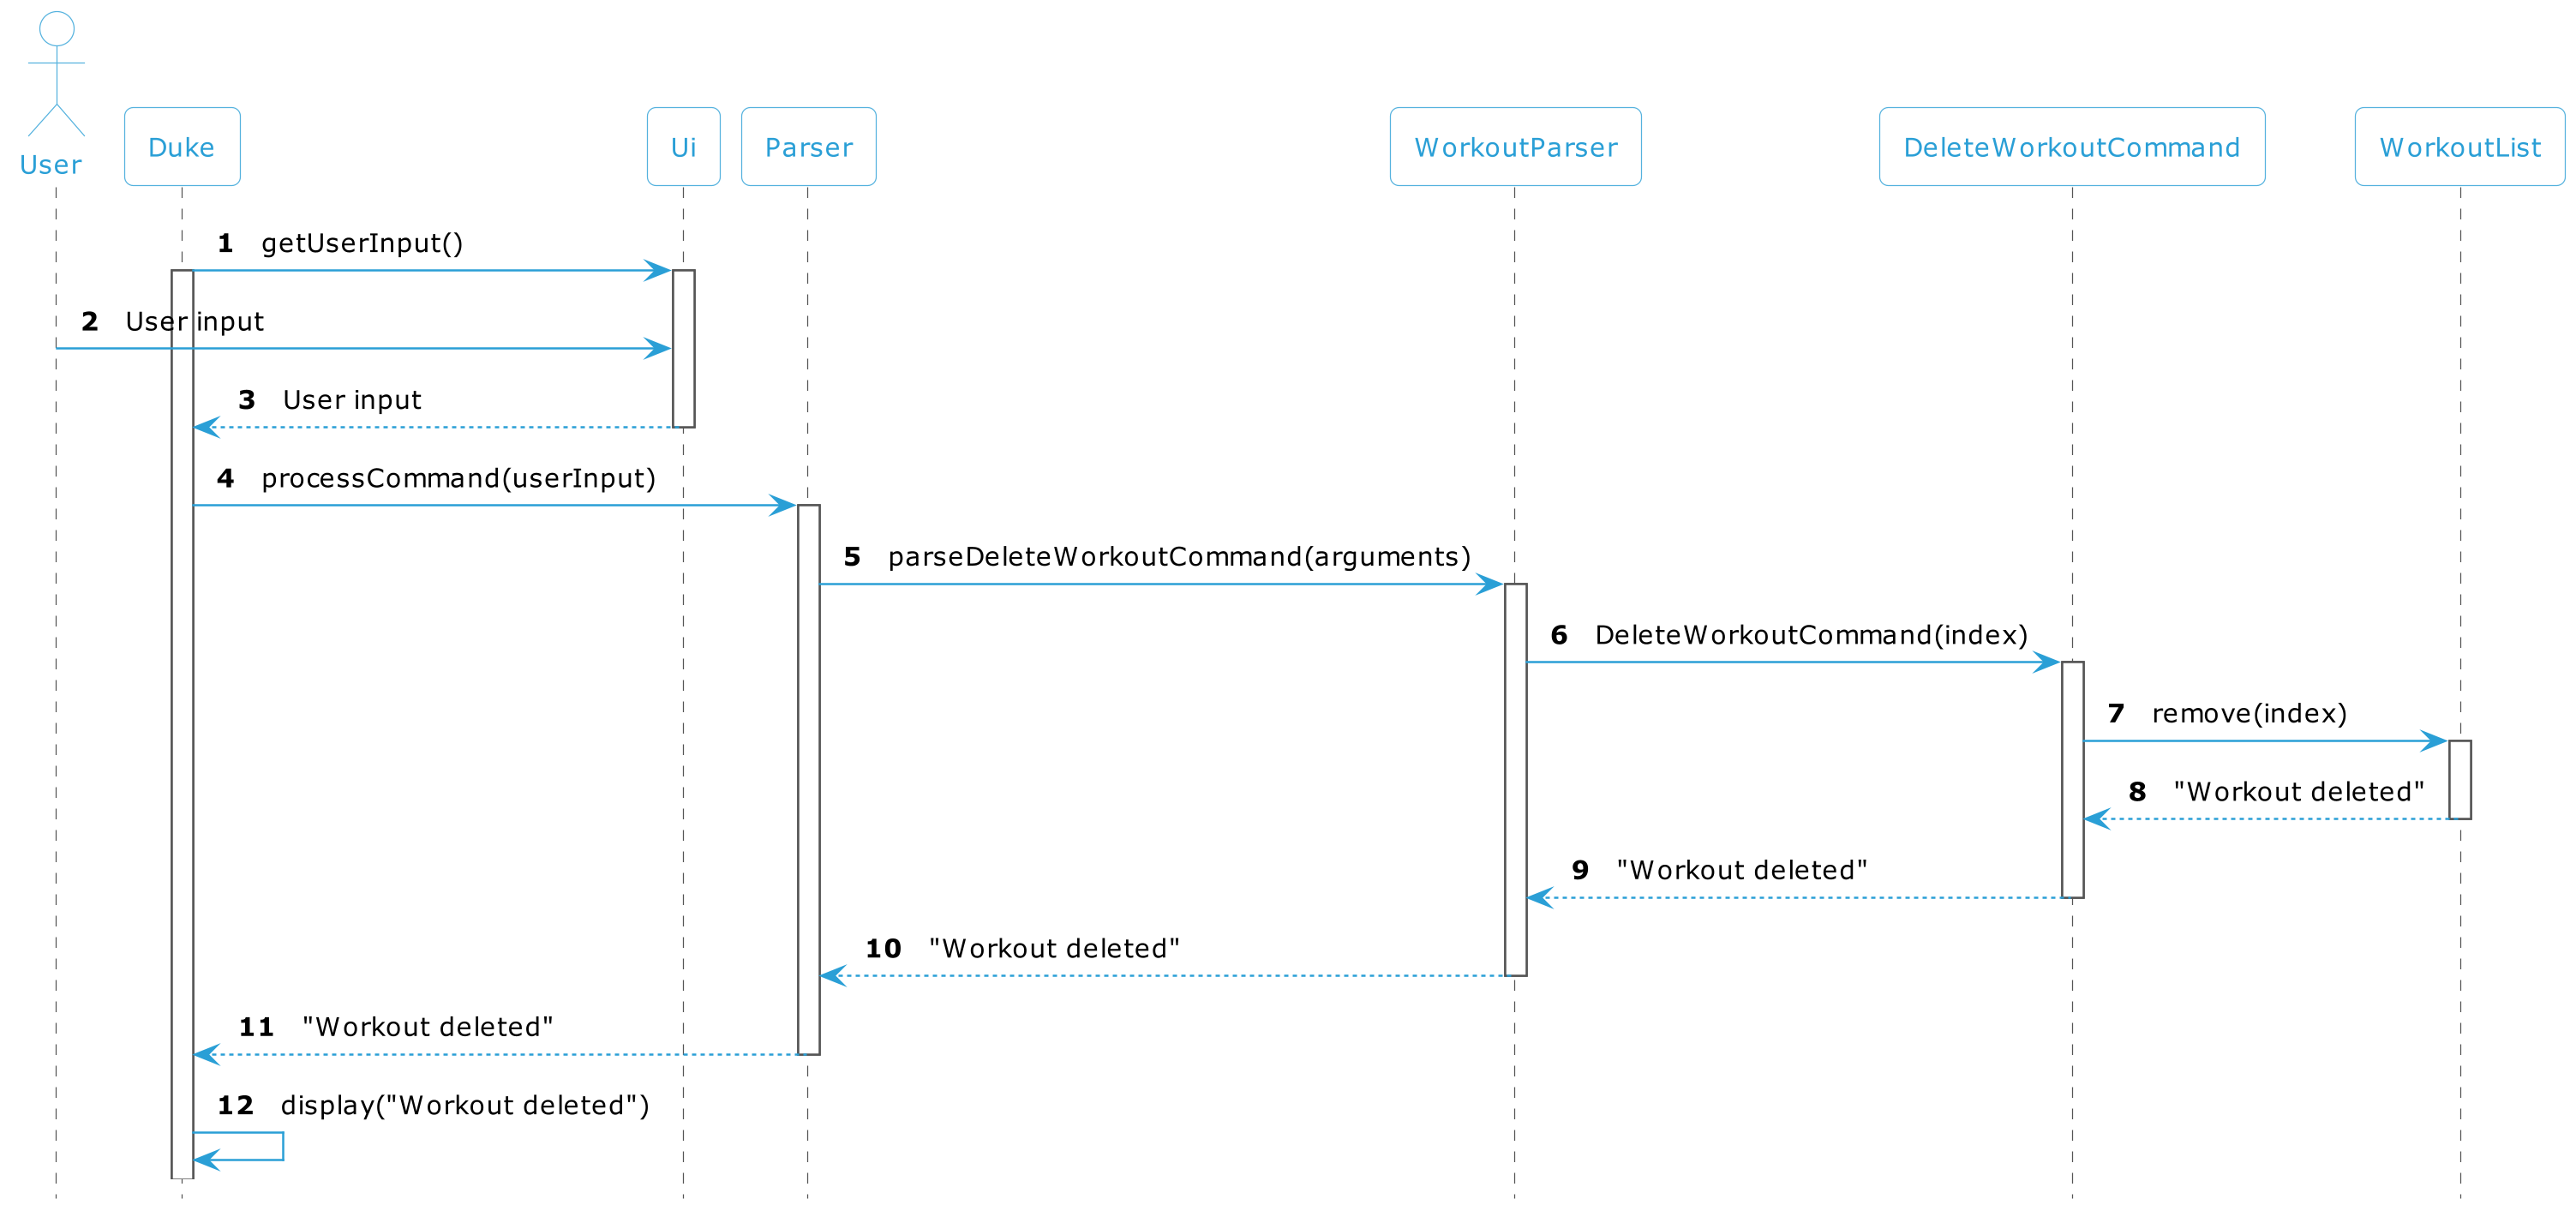 User
Duke
Ui
Parser
WorkoutParser
DeleteWorkoutCommand
WorkoutList
1 getUserInput()
2 User input
3 User input
4 processCommand(userInput)
5 parseDeleteWorkoutCommand(arguments)
6 DeleteWorkoutCommand(index)
7 remove(index)
8 "Workout deleted"
9 "Workout deleted"
10 "Workout deleted"
11 "Workout deleted"
12 display("Workout deleted")